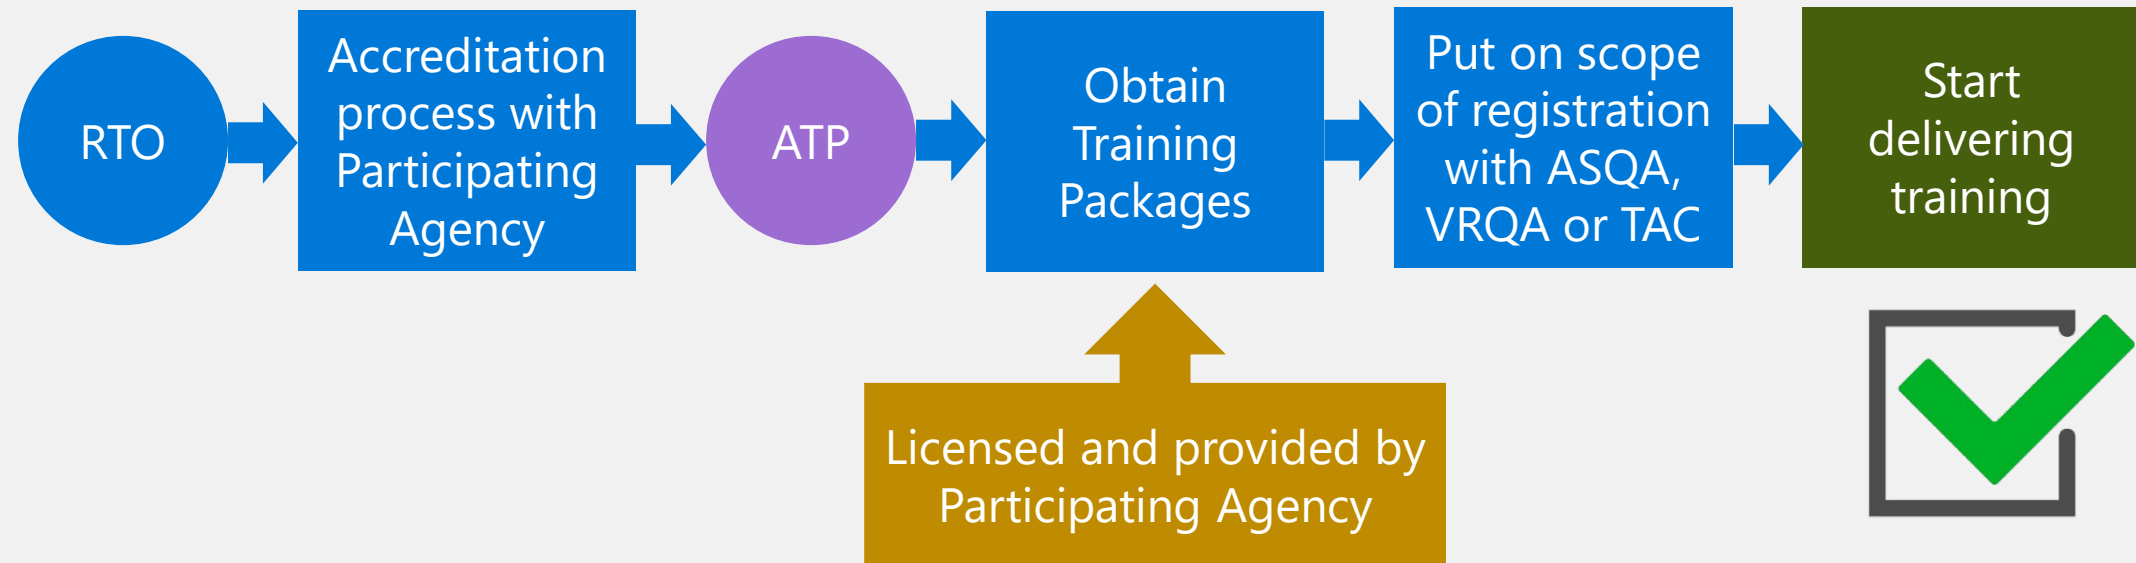 RTO
Accreditation
process with
Participating
Agency
ATP
Obtain
Training
Packages
Put on scope
of registration
with ASQA,
VRQA or TAC
Start
delivering
training
Licensed and provided by
Participating Agency